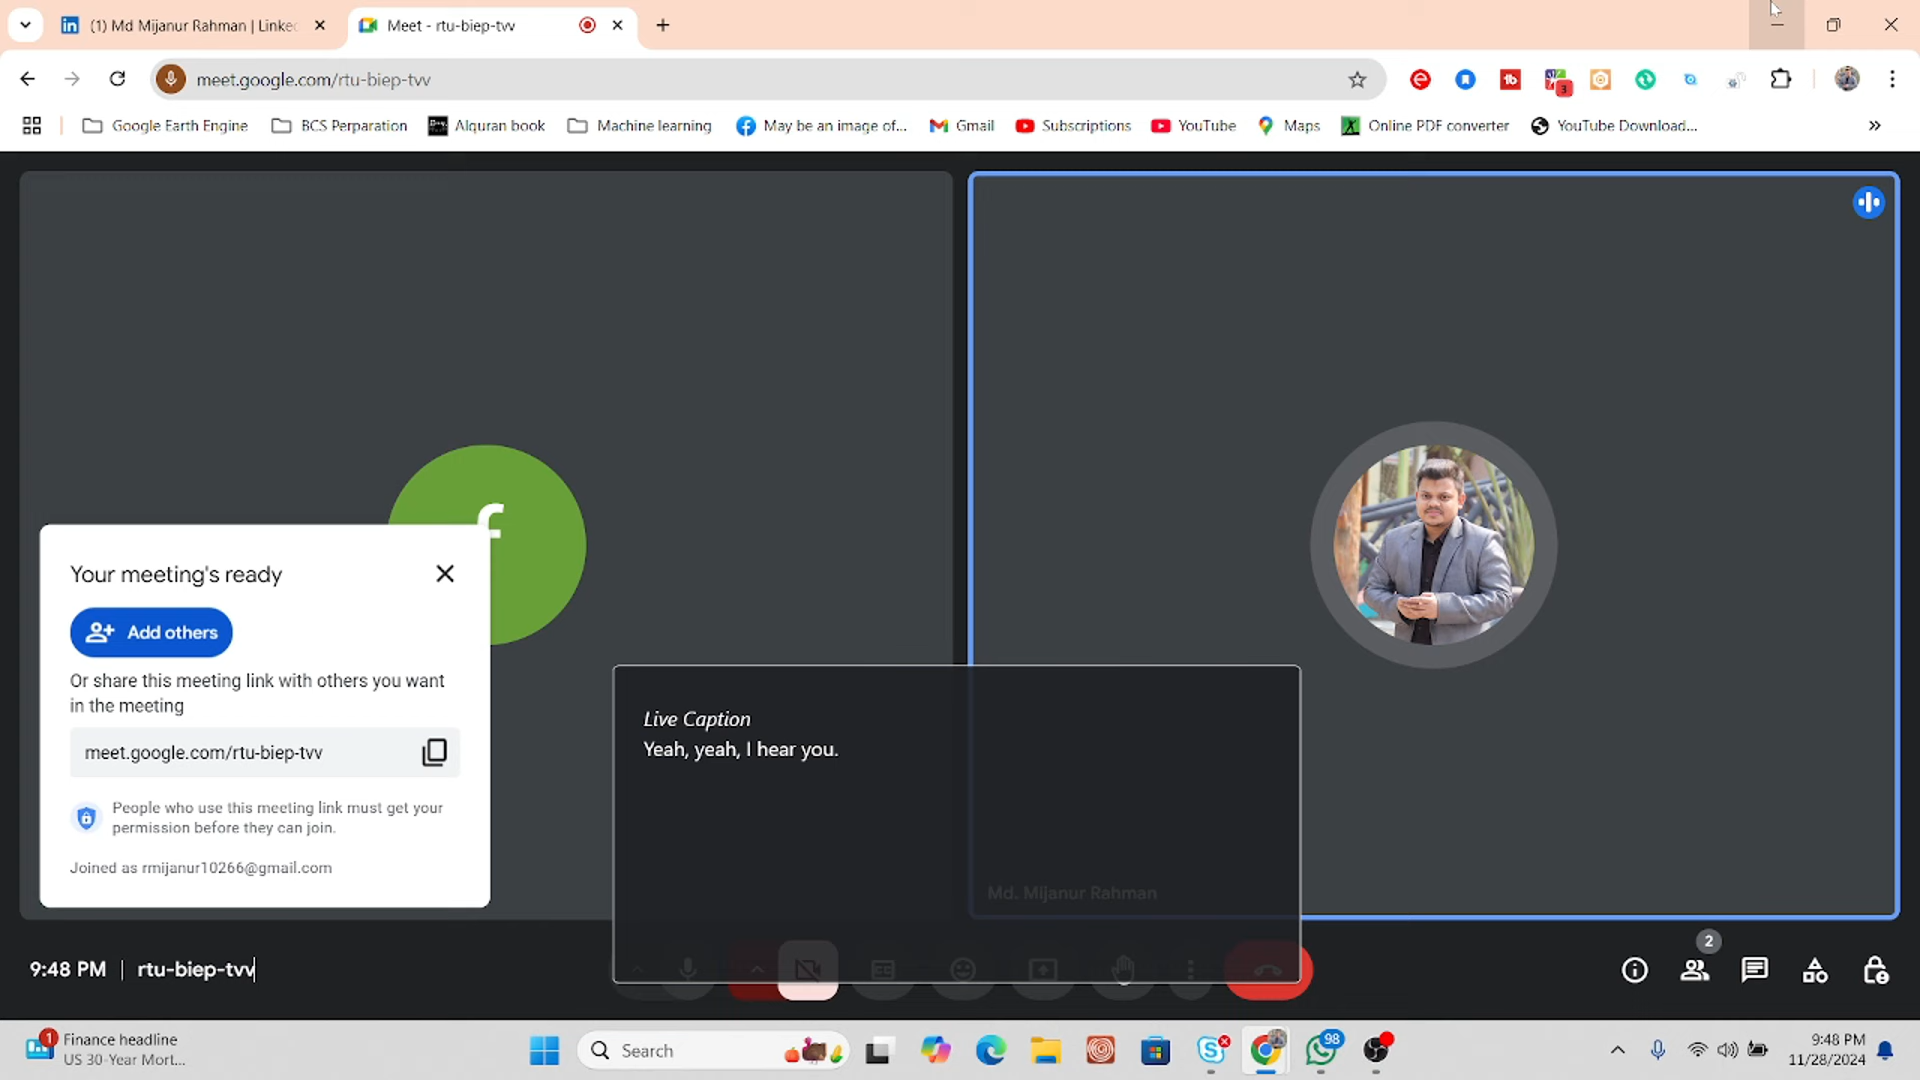 (1) Md Mijanur Rahman | Linke
Meet - rtu-biep-tvv
meet.google.com/rtu-biep-tvv
3
Google Earth Engine
BCS Perparation
Alquran book
Machine learning
May be an image of...
Gmail
Subscriptions
YouTube
Maps
Online PDF converter
YouTube Download...
f
Your meeting's ready
Add others
Or share this meeting link with others you want
in the meeting
meet.google.com/rtu-biep-tvv
People who use this meeting link must get your
permission before they can join.
Joined as rmijanur10266@gmail.com
Live Caption
Yeah, yeah, I hear you.
Md. Mijanur Rahman
9:48 PM | rtu-biep-tvv
2
1
Finance headline
US 30-Year Mort...
Search
98
9:48 PM
11/28/2024